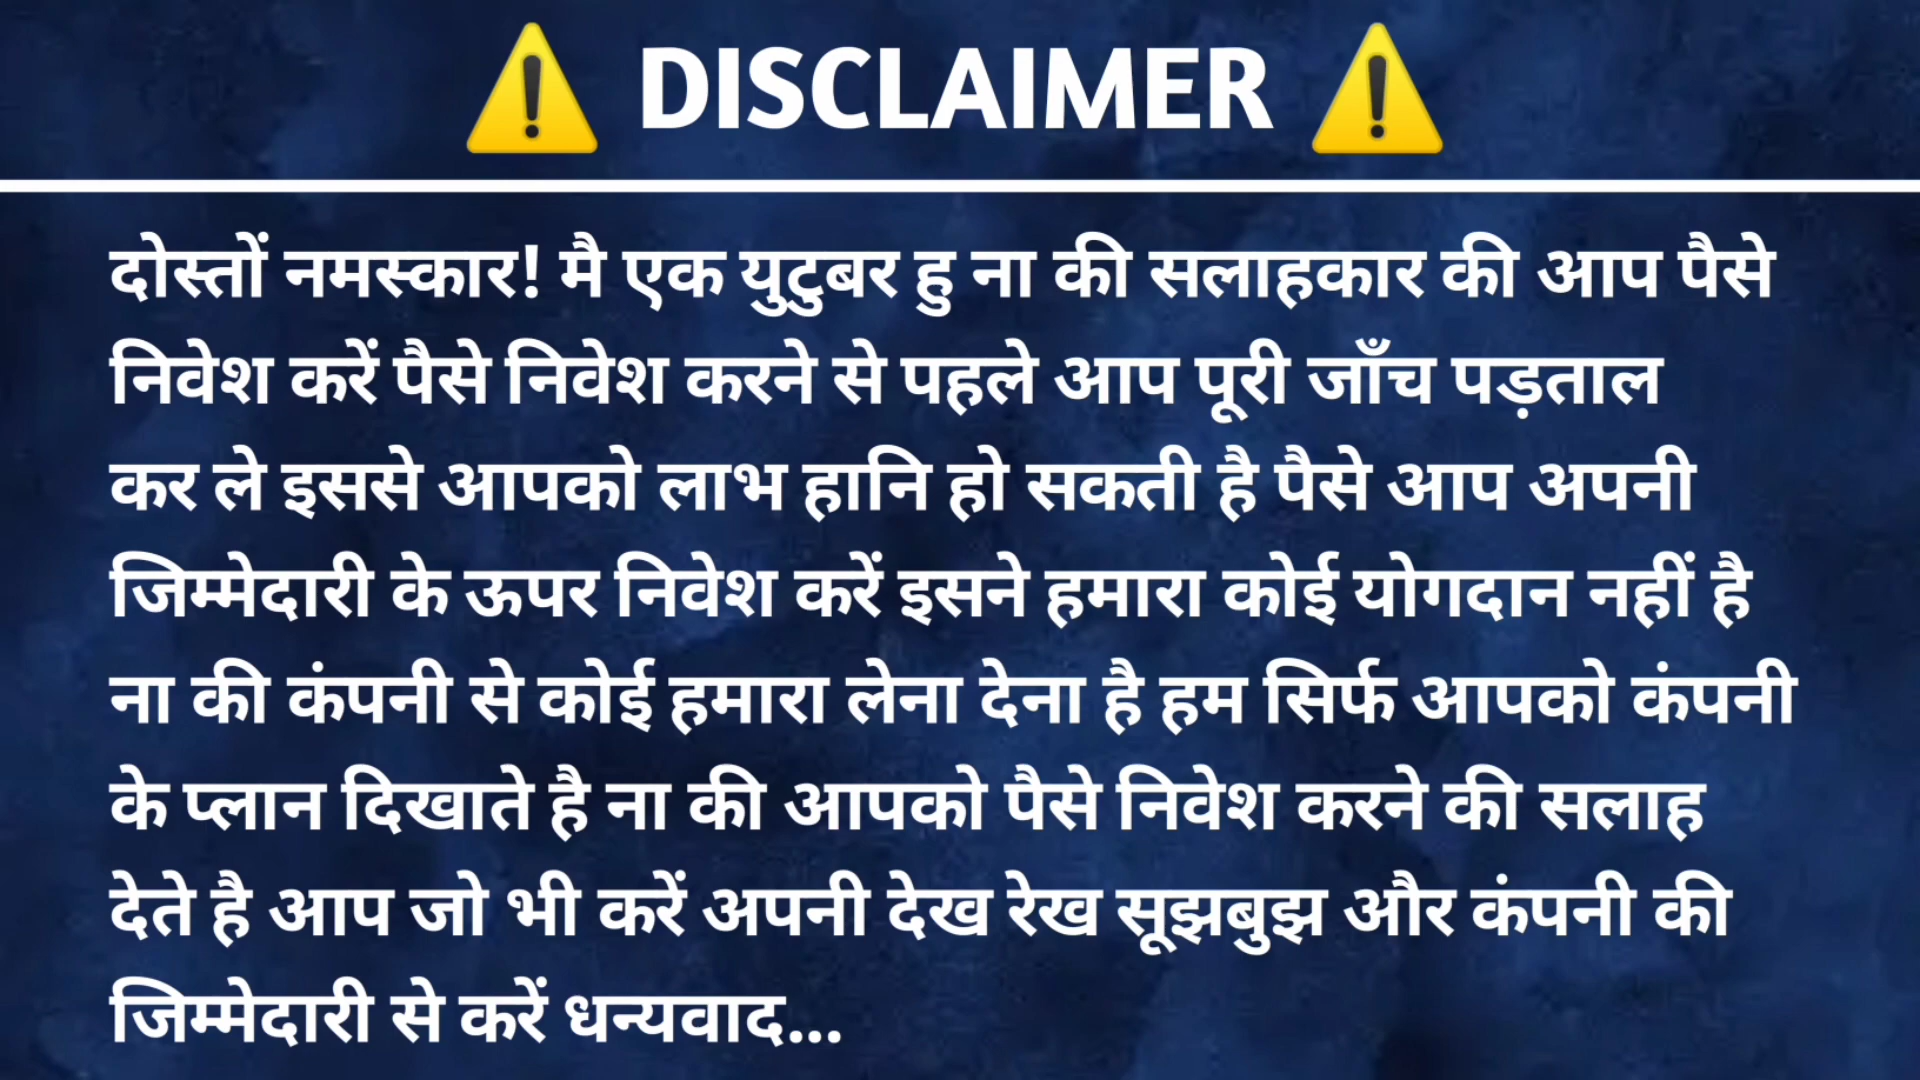 ⚠️ DISCLAIMER ⚠️
दोस्तों नमस्कार! मै एक युटुबर हु ना की सलाहकार की आप पैसे
निवेश करें पैसे निवेश करने से पहले आप पूरी जाँच पड़ताल
कर ले इससे आपको लाभ हानि हो सकती है पैसे आप अपनी
जिम्मेदारी के ऊपर निवेश करें इसने हमारा कोई योगदान नहीं है
ना की कंपनी से कोई हमारा लेना देना है हम सिर्फ आपको कंपनी
के प्लान दिखाते है ना की आपको पैसे निवेश करने की सलाह
देते है आप जो भी करें अपनी देख रेख सूझबुझ और कंपनी की
जिम्मेदारी से करें धन्यवाद...